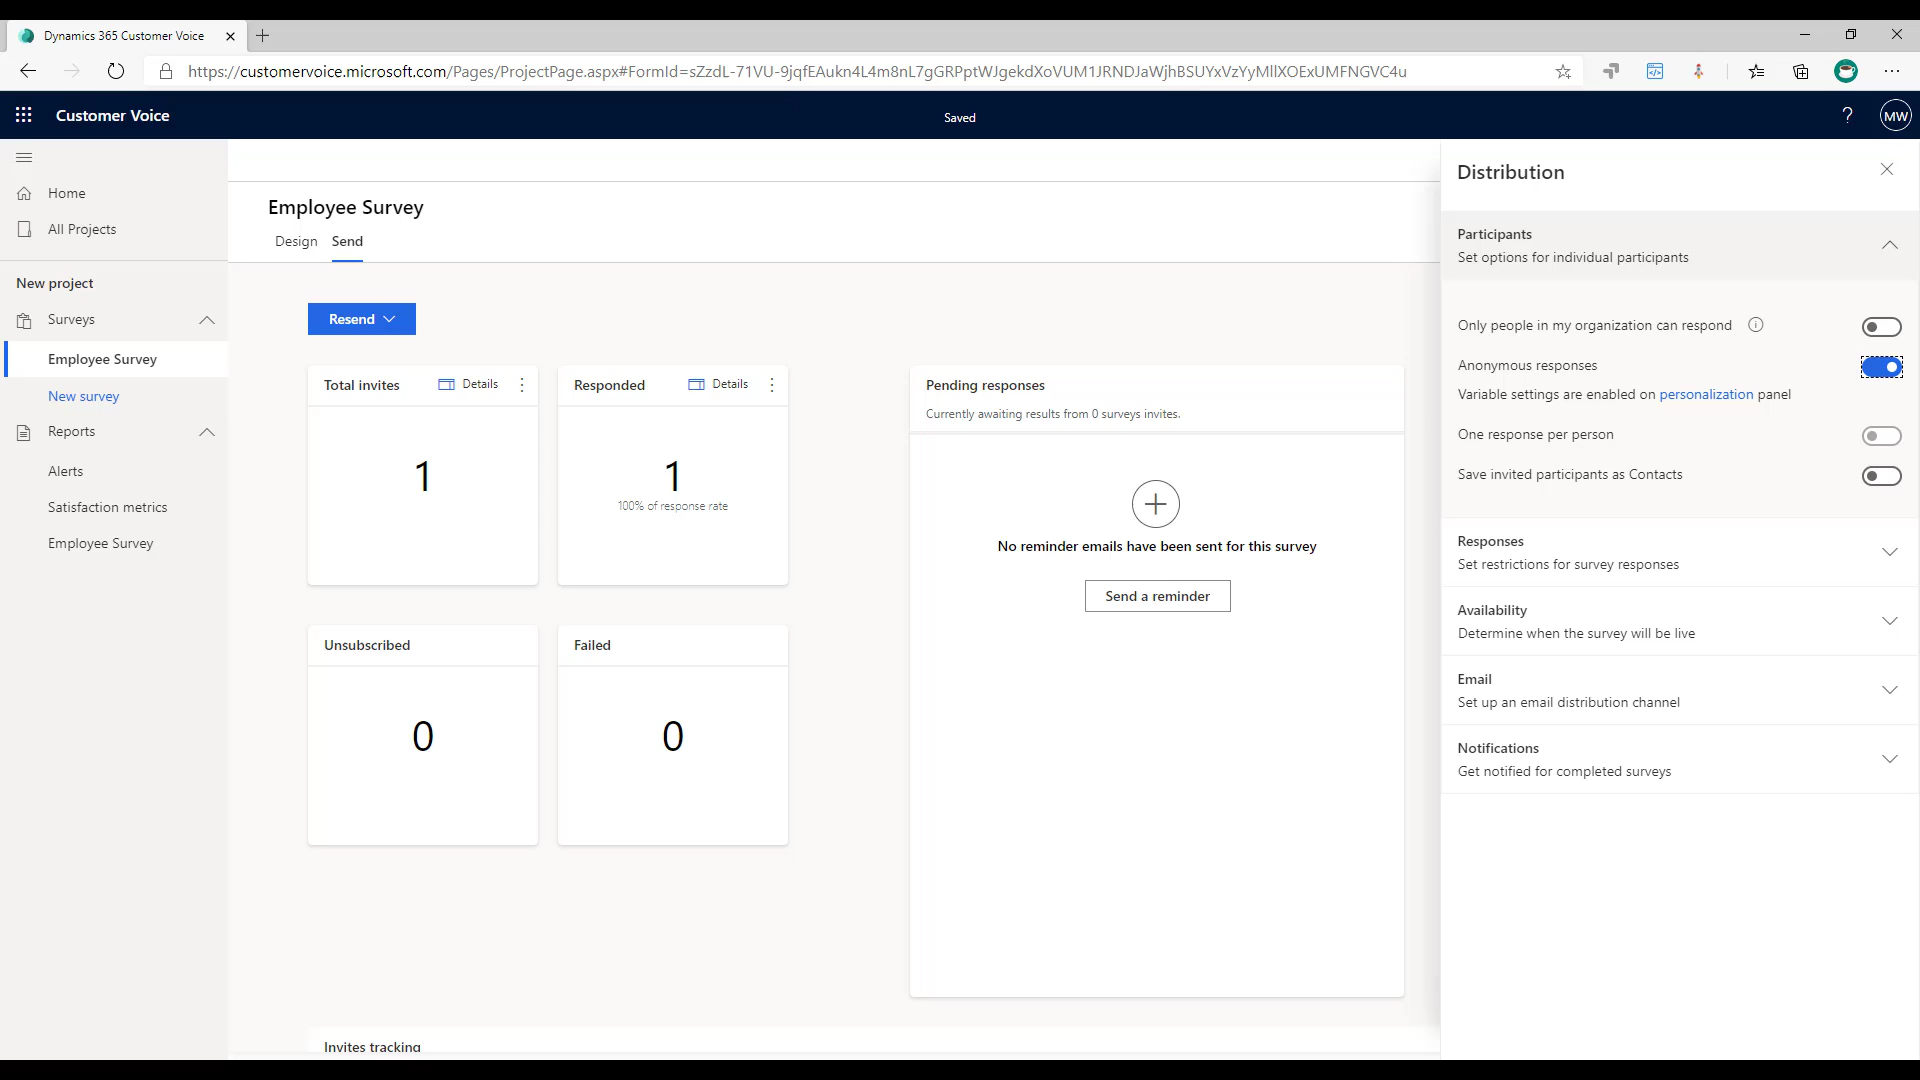 Dynamics 365 Customer Voice
https://customervoice.microsoft.com/Pages/ProjectPage.aspx#FormId=sZzdL-71VU-9jqfEAukn4L4m8nL7gGRPptWJgekdXoVUM1JRNDJaWjhBSUYxVzYyMllXOExUMFNGVC4u
Customer Voice
Saved
?
MW
Home
All Projects
New project
Surveys
Employee Survey
New survey
Reports
Alerts
Satisfaction metrics
Employee Survey
Employee Survey
Design Send
Resend
Total invites Details
1
Responded Details
1
100% of response rate
Unsubscribed
0
Failed
0
Pending responses
Currently awaiting results from 0 surveys invites.
No reminder emails have been sent for this survey
Send a reminder
Invites tracking
Distribution
Participants
Set options for individual participants
Only people in my organization can respond
Anonymous responses
Variable settings are enabled on personalization panel
One response per person
Save invited participants as Contacts
Responses
Set restrictions for survey responses
Availability
Determine when the survey will be live
Email
Set up an email distribution channel
Notifications
Get notified for completed surveys